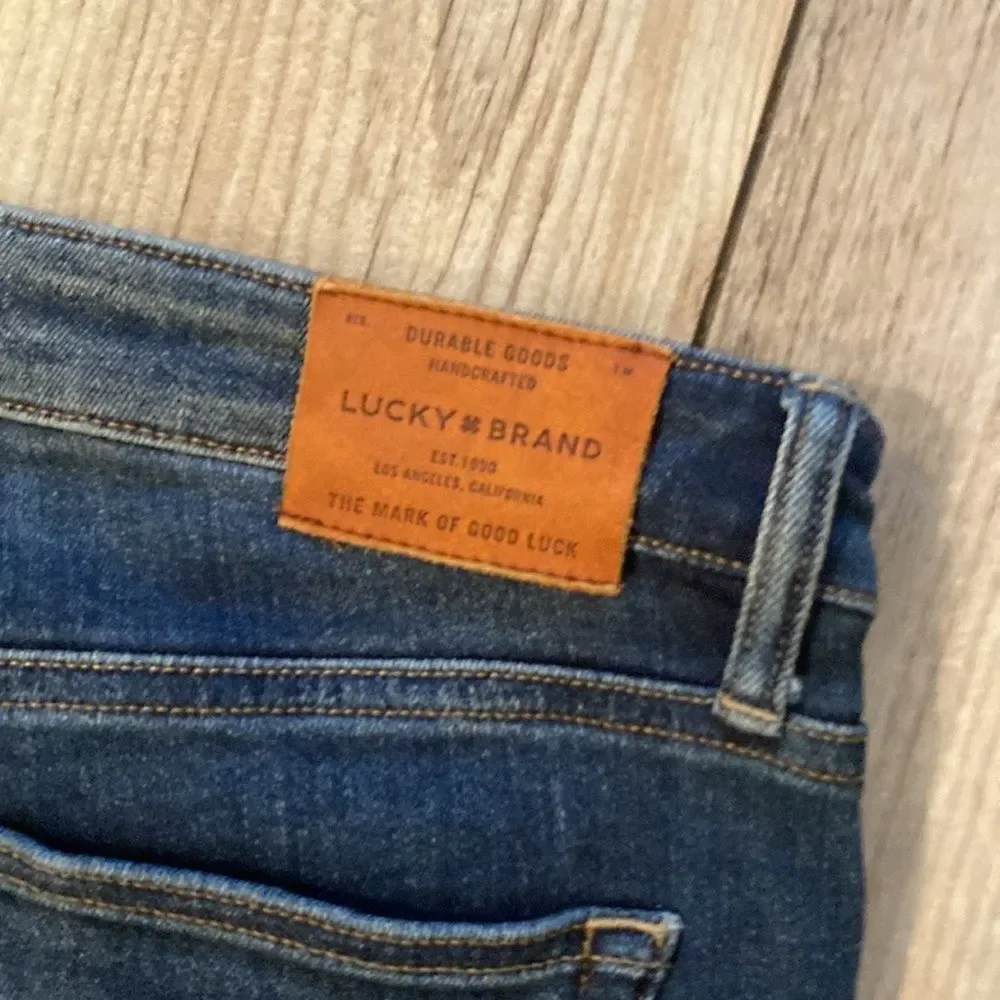 DURABLE GOODS
HANDCRAFTED
LUCKY BRAND
EST. 1990
LOS ANGELES, CALIFORNIA
THE MARK OF GOOD LUCK